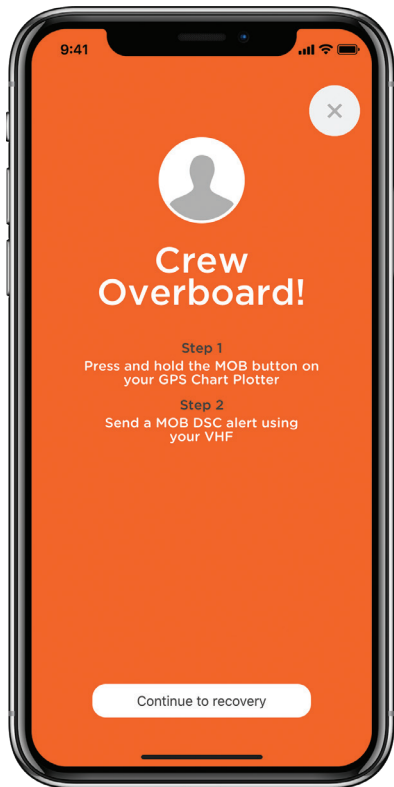 9:41
Crew
Overboard!
Step 1
Press and hold the MOB button on
your GPS Chart Plotter
Step 2
Send a MOB DSC alert using
your VHF
Continue to recovery